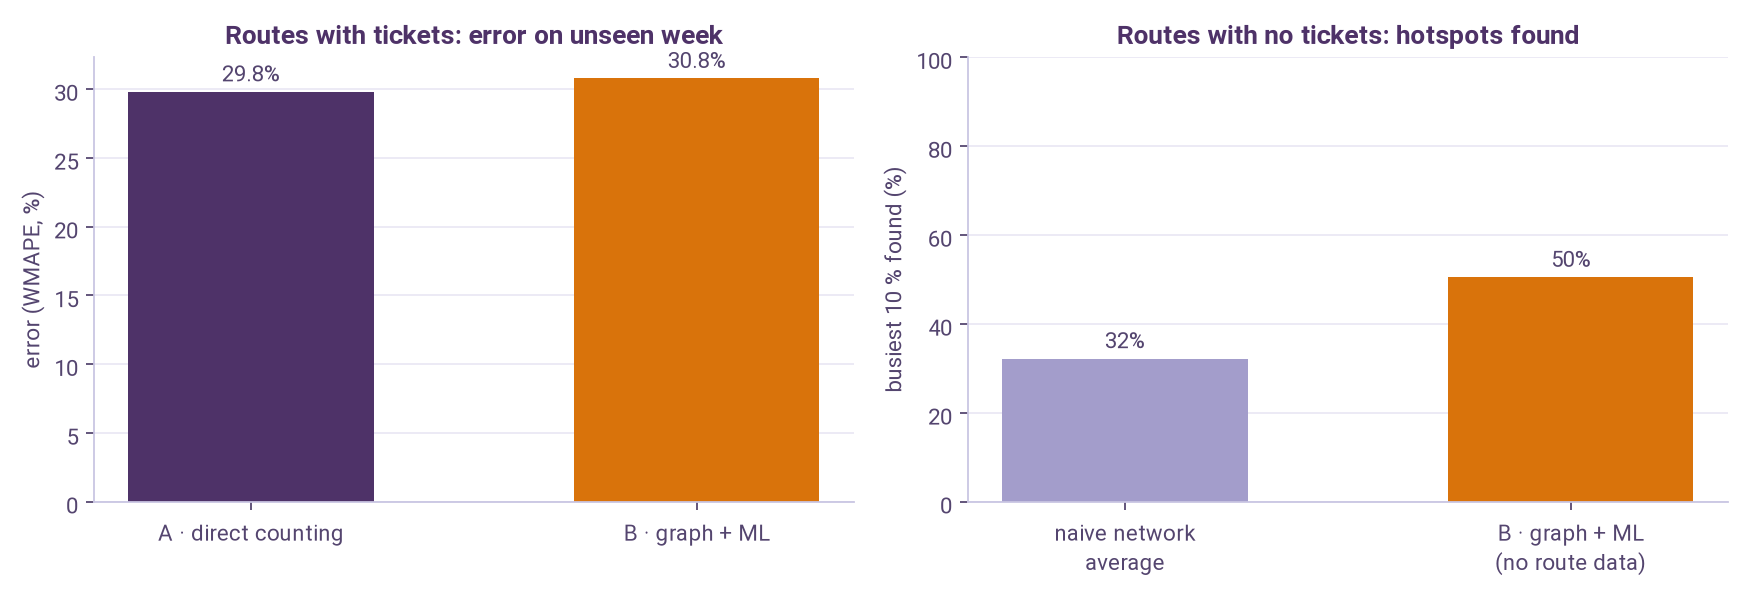 Routes with tickets: error on unseen week
error (WMAPE, %)
30
25
20
15
10
5
0
29.8%
30.8%
A · direct counting
B · graph + ML
Routes with no tickets: hotspots found
busiest 10 % found (%)
100
80
60
40
20
0
32%
50%
naive network
average
B · graph + ML
(no route data)